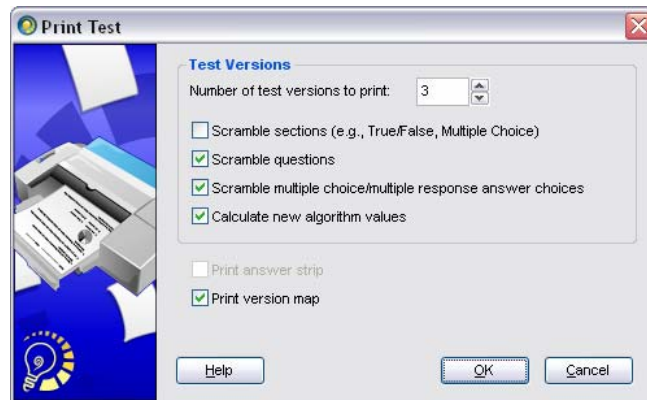 Print Test
Test Versions
Number of test versions to print: 3
Scramble sections (e.g., True/False, Multiple Choice)
Scramble questions
Scramble multiple choice/multiple response answer choices
Calculate new algorithm values
Print answer strip
Print version map
Help OK Cancel